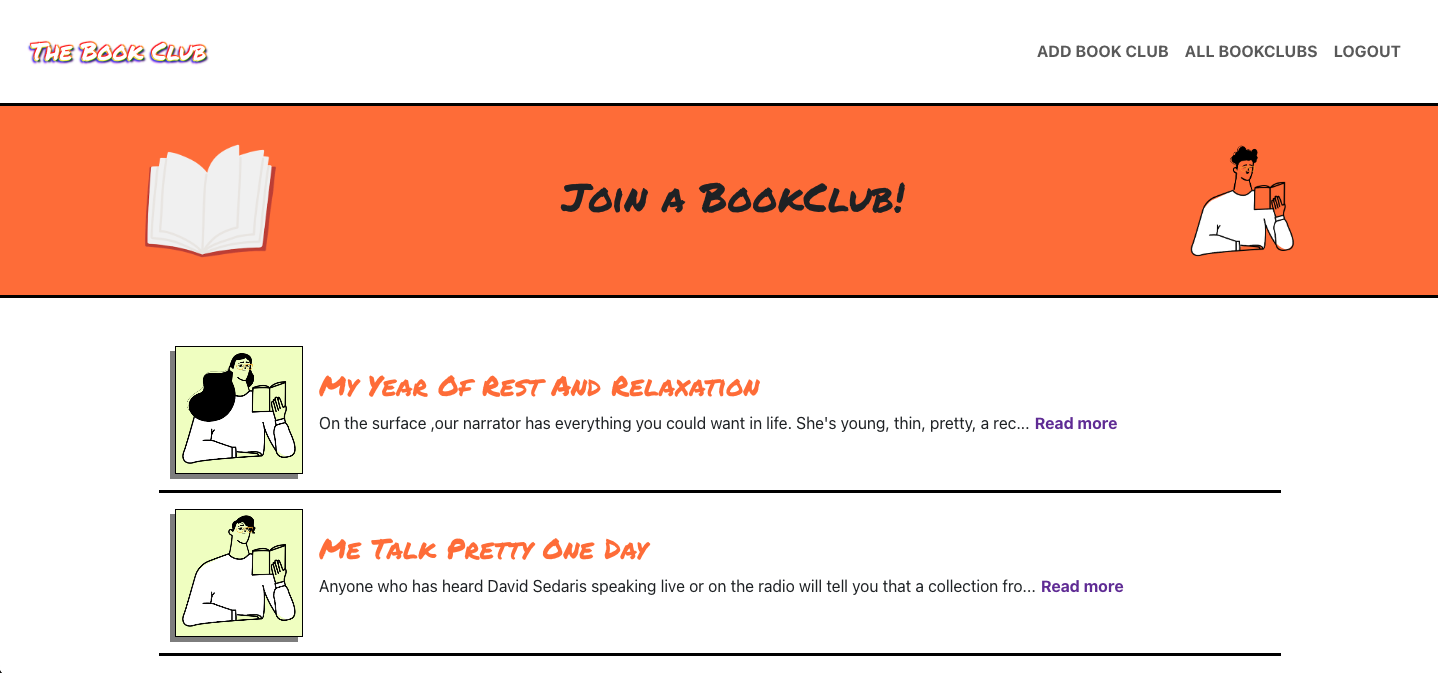 The Book Club
ADD BOOK CLUB ALL BOOKCLUBS LOGOUT
Join a BookClub!
My Year Of Rest And Relaxation
On the surface ,our narrator has everything you could want in life. She's young, thin, pretty, a rec... Read more
Me Talk Pretty One Day
Anyone who has heard David Sedaris speaking live or on the radio will tell you that a collection fro... Read more